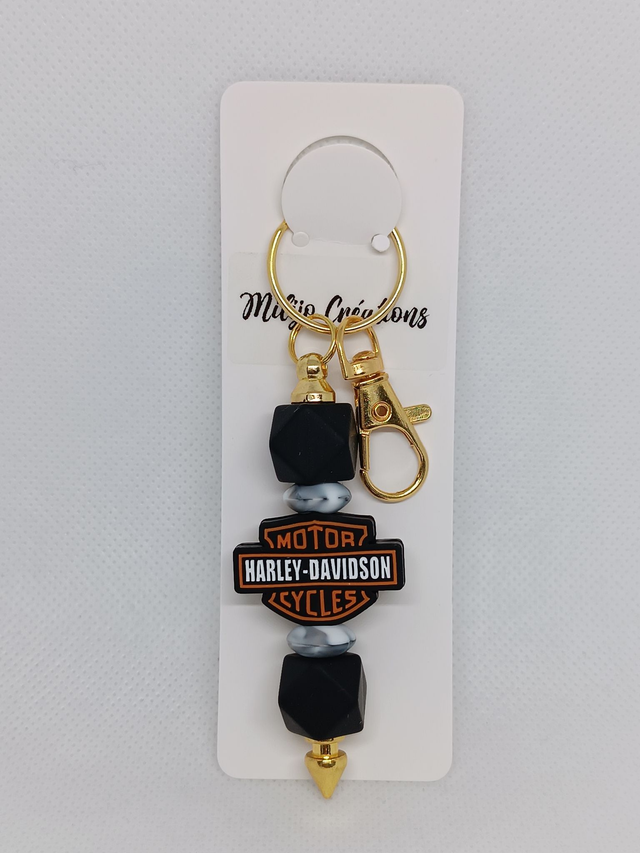 Milijo Créations
MOTOR
HARLEY-DAVIDSON
CYCLES